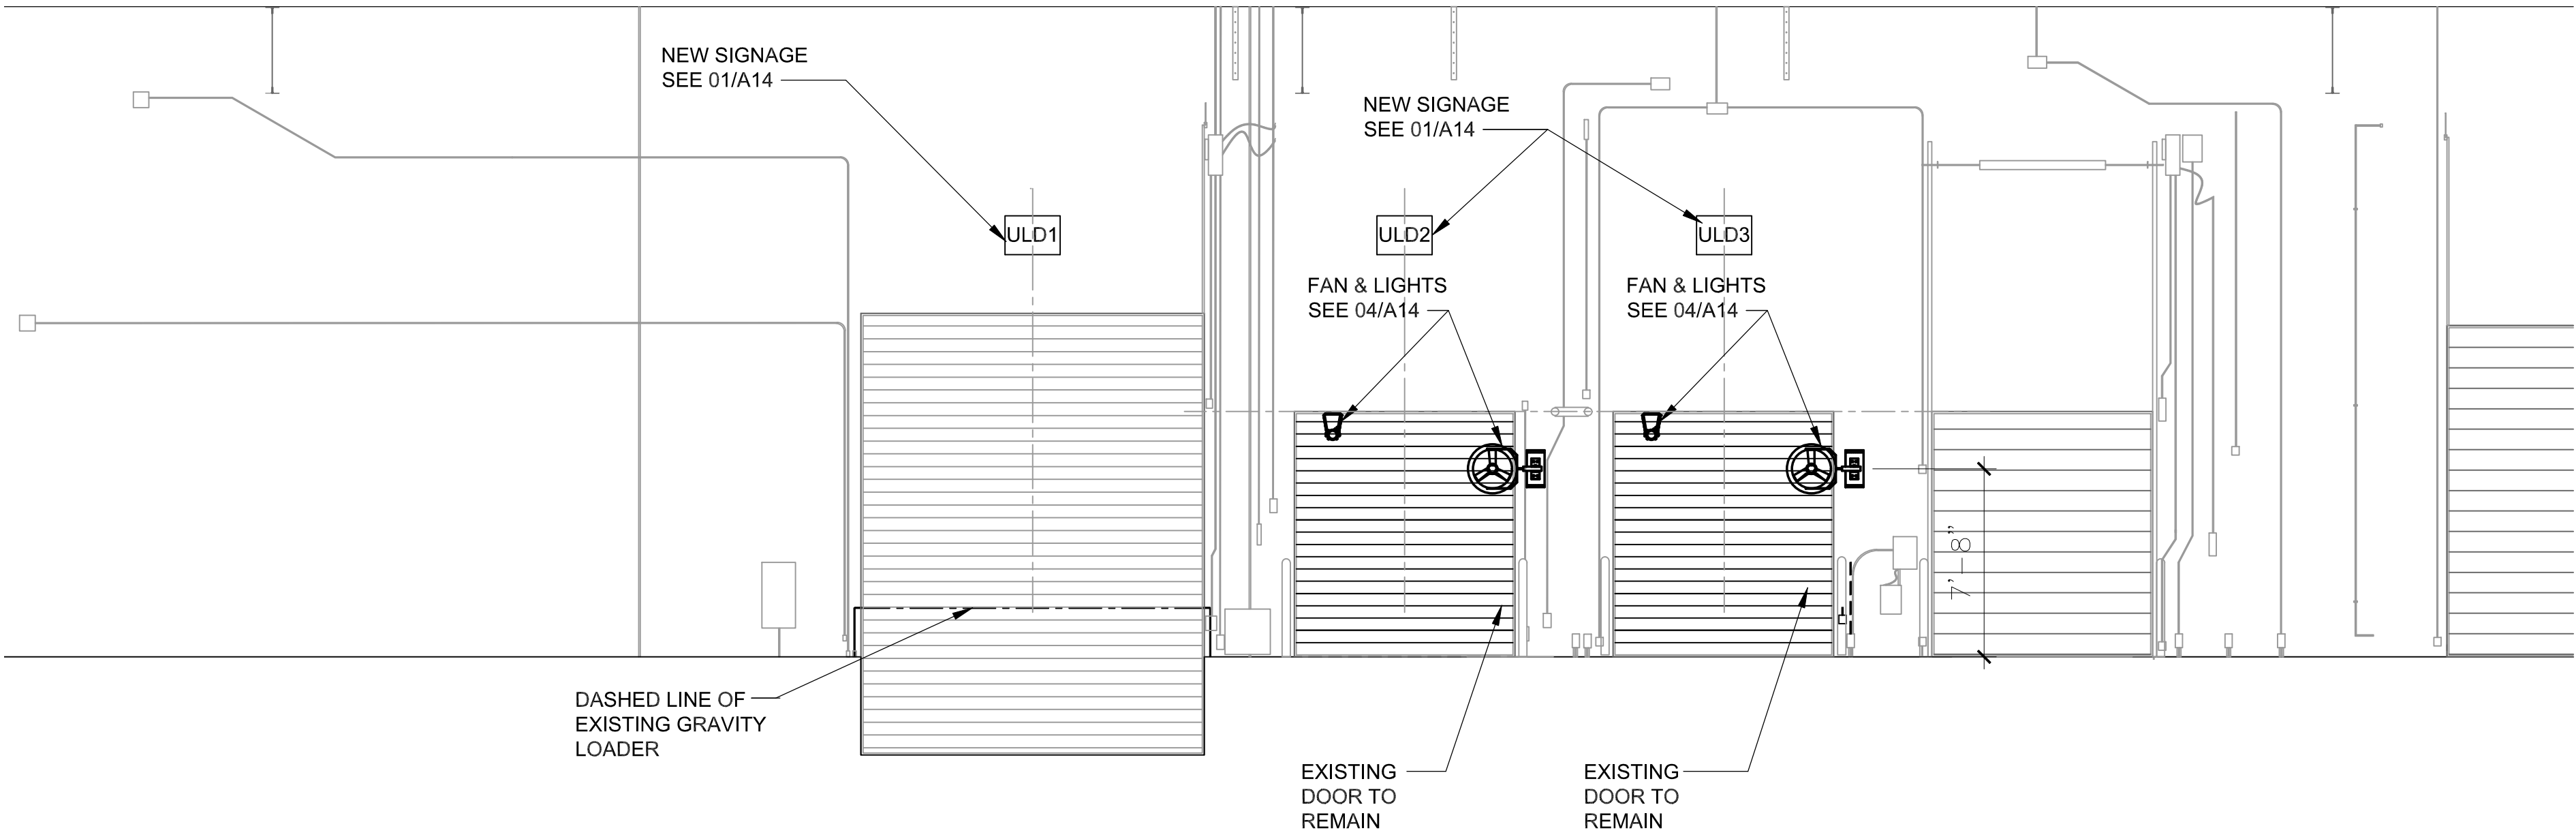 NEW SIGNAGE
SEE 01/A14
NEW SIGNAGE
SEE 01/A14
ULD1
ULD2
ULD3
FAN & LIGHTS
SEE 04/A14
FAN & LIGHTS
SEE 04/A14
7'-8"
DASHED LINE OF
EXISTING GRAVITY
LOADER
EXISTING
DOOR TO
REMAIN
EXISTING
DOOR TO
REMAIN